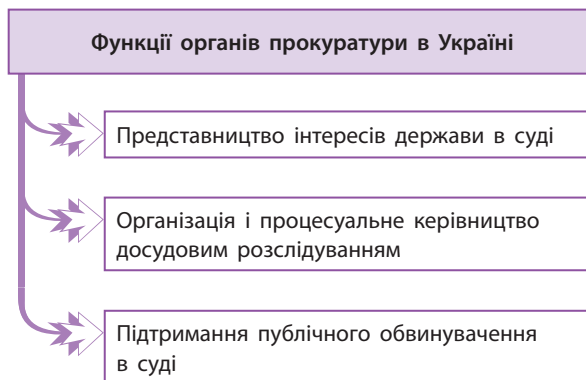 Функції органів прокуратури в Україні
Представництво інтересів держави в суді
Організація і процесуальне керівництво
досудовим розслідуванням
Підтримання публічного обвинувачення
в суді